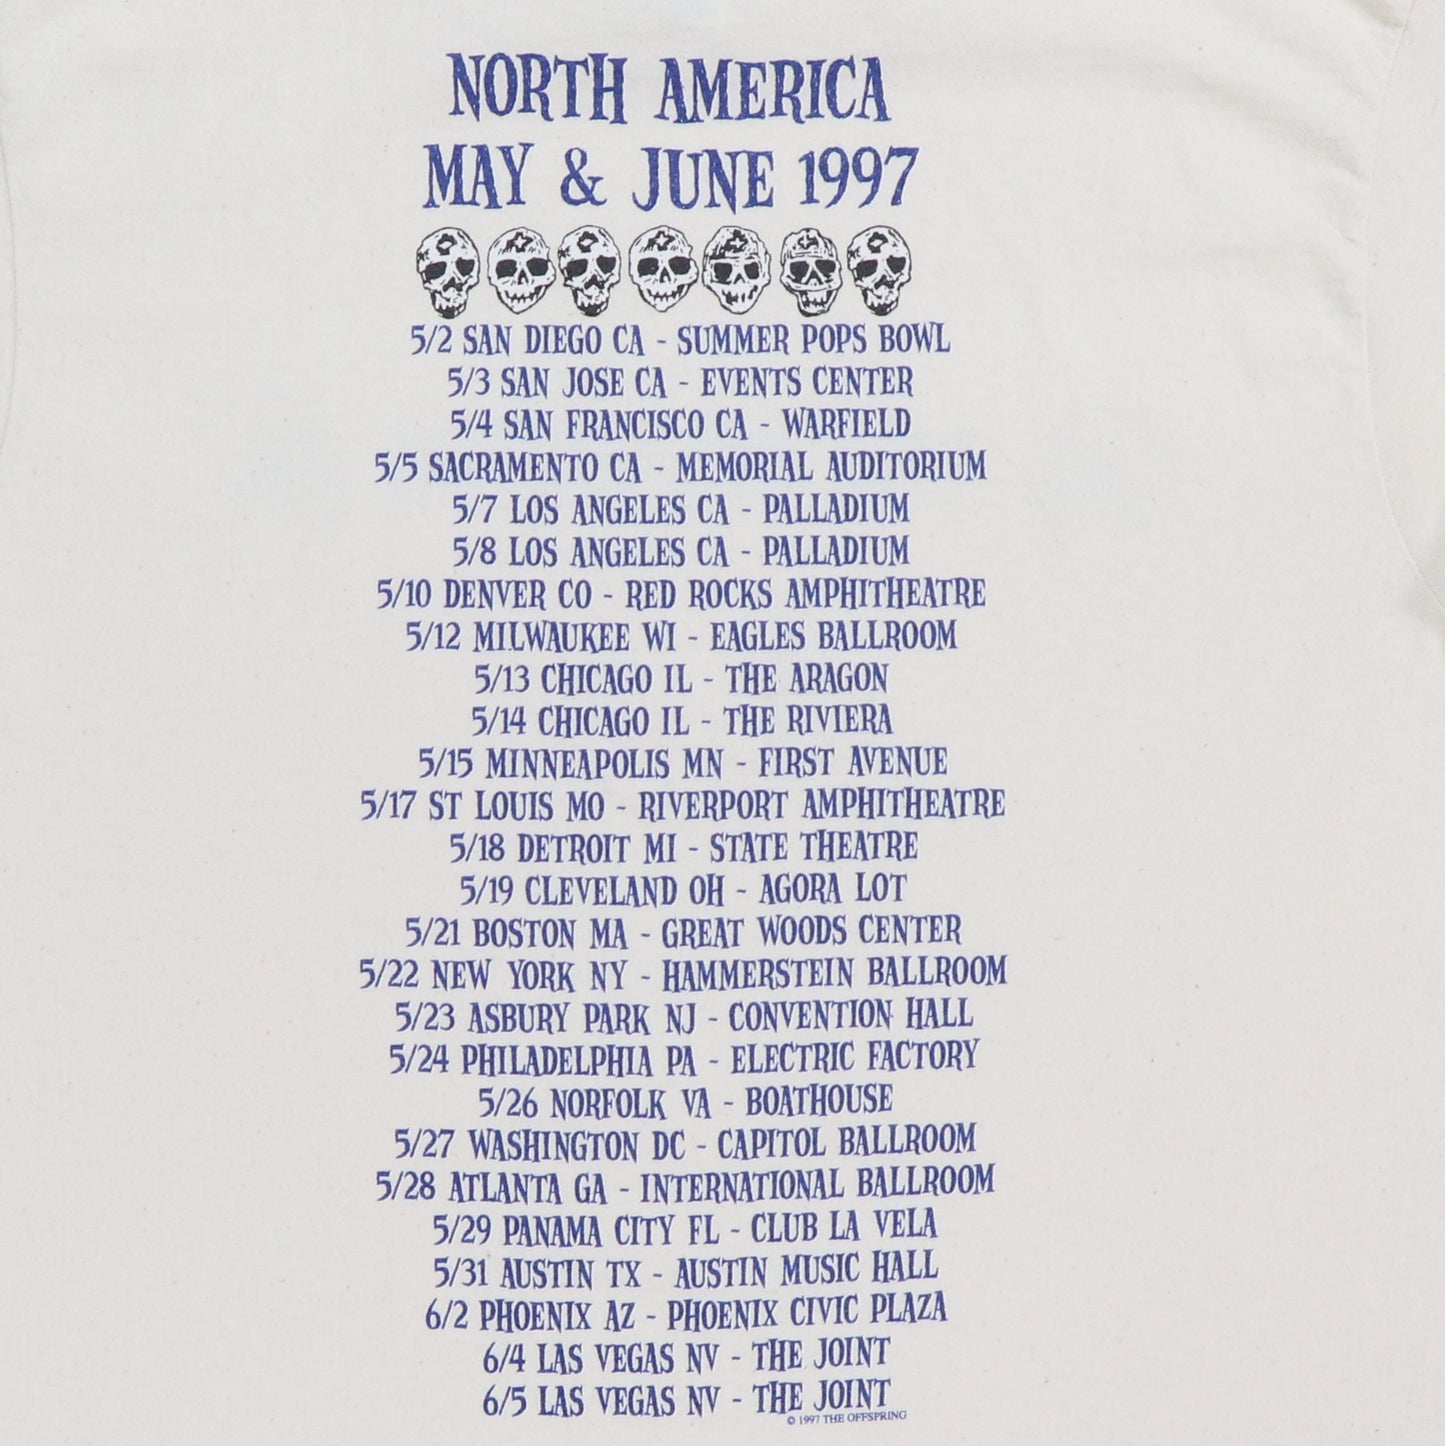 NORTH AMERICA
MAY & JUNE 1997
5/2 SAN DIEGO CA - SUMMER POPS BOWL
5/3 SAN JOSE CA - EVENTS CENTER
5/4 SAN FRANCISCO CA - WARFIELD
5/5 SACRAMENTO CA - MEMORIAL AUDITORIUM
5/7 LOS ANGELES CA - PALLADIUM
5/8 LOS ANGELES CA - PALLADIUM
5/10 DENVER CO - RED ROCKS AMPHITHEATRE
5/12 MILWAUKEE WI - EAGLES BALLROOM
5/13 CHICAGO IL - THE ARAGON
5/14 CHICAGO IL - THE RIVIERA
5/15 MINNEAPOLIS MN - FIRST AVENUE
5/17 ST LOUIS MO - RIVERPORT AMPHITHEATRE
5/18 DETROIT MI - STATE THEATRE
5/19 CLEVELAND OH - AGORA LOT
5/21 BOSTON MA - GREAT WOODS CENTER
5/22 NEW YORK NY - HAMMERSTEIN BALLROOM
5/23 ASBURY PARK NJ - CONVENTION HALL
5/24 PHILADELPHIA PA - ELECTRIC FACTORY
5/26 NORFOLK VA - BOATHOUSE
5/27 WASHINGTON DC - CAPITOL BALLROOM
5/28 ATLANTA GA - INTERNATIONAL BALLROOM
5/29 PANAMA CITY FL - CLUB LA VELA
5/31 AUSTIN TX - AUSTIN MUSIC HALL
6/2 PHOENIX AZ - PHOENIX CIVIC PLAZA
6/4 LAS VEGAS NV - THE JOINT
6/5 LAS VEGAS NV - THE JOINT
© 1997 THE OFFSPRING